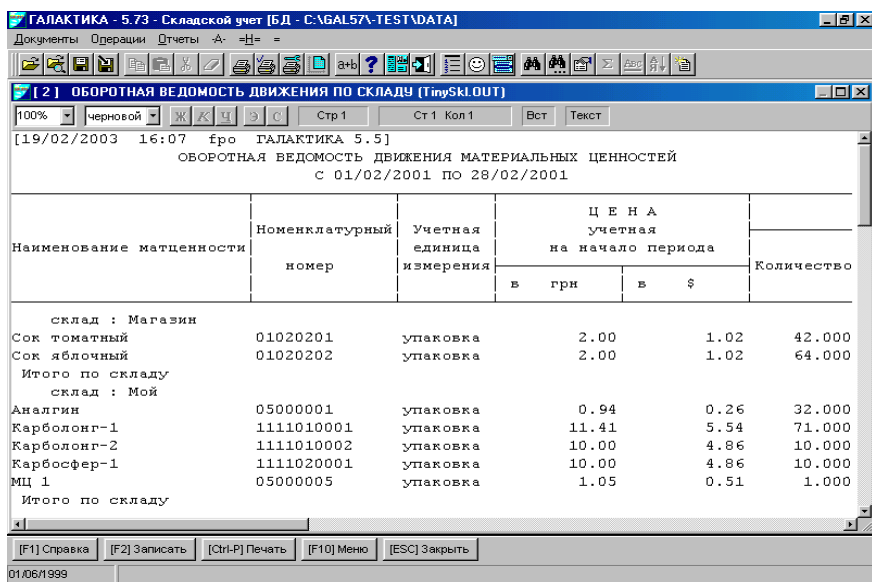 ГАЛАКТИКА - 5.73 - Складской учет [БД - C:\GAL57\-TEST\DATA]
Документы Операции Отчеты -А- =Н= =
a+b ? Σ ABC
[ 2 ] ОБОРОТНАЯ ВЕДОМОСТЬ ДВИЖЕНИЯ ПО СКЛАДУ (TinySkl.OUT)
100% черновой Ж К Ч Э С Стр 1 Ст 1 Кол 1 Вст Текст
[19/02/2003 16:07 fpo ГАЛАКТИКА 5.5]
ОБОРОТНАЯ ВЕДОМОСТЬ ДВИЖЕНИЯ МАТЕРИАЛЬНЫХ ЦЕННОСТЕЙ
С 01/02/2001 ПО 28/02/2001
Ц Е Н А
Номенклатурный Учетная учетная
Наименование матценности единица на начало периода
номер измерения Количество
в грн в $
склад : Магазин
Сок томатный 01020201 упаковка 2.00 1.02 42.000
Сок яблочный 01020202 упаковка 2.00 1.02 64.000
Итого по складу
склад : Мой
Аналгин 05000001 упаковка 0.94 0.26 32.000
Карболонг-1 1111010001 упаковка 11.41 5.54 71.000
Карболонг-2 1111010002 упаковка 10.00 4.86 10.000
Карбосфер-1 1111020001 упаковка 10.00 4.86 10.000
МЦ 1 05000005 упаковка 1.05 0.51 1.000
Итого по складу
[F1] Справка [F2] Записать [Ctrl-P] Печать [F10] Меню [ESC] Закрыть
01/06/1999